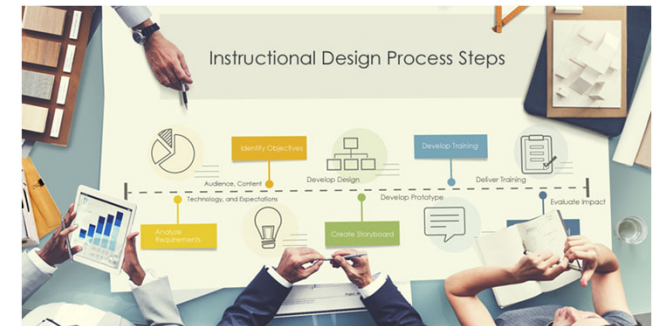 Instructional Design Process Steps
Identify Objectives
Develop Training
Audience, Content
Develop Design
Deliver Training
Technology, and Expectations
Develop Prototype
Evaluate Impact
Analyze
Requirements
Create Storyboard